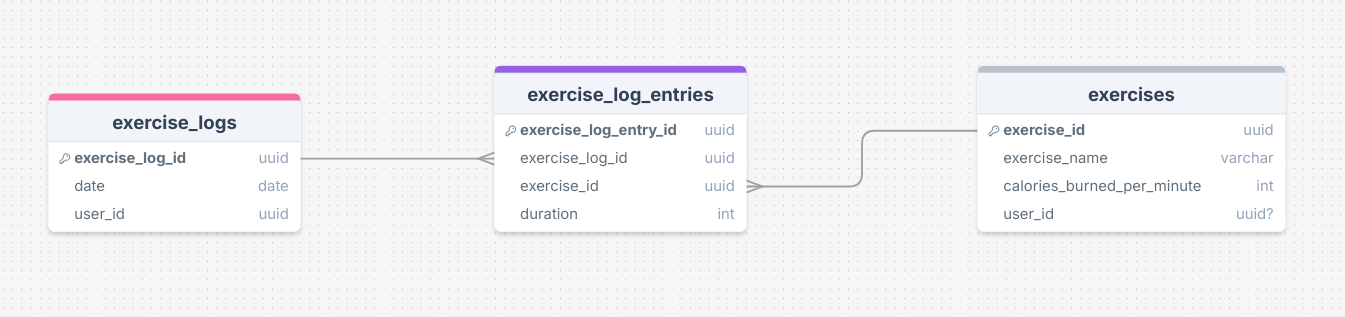 exercise_logs
exercise_log_id uuid
date date
user_id uuid
exercise_log_entries
exercise_log_entry_id uuid
exercise_log_id uuid
exercise_id uuid
duration int
exercises
exercise_id uuid
exercise_name varchar
calories_burned_per_minute int
user_id uuid?